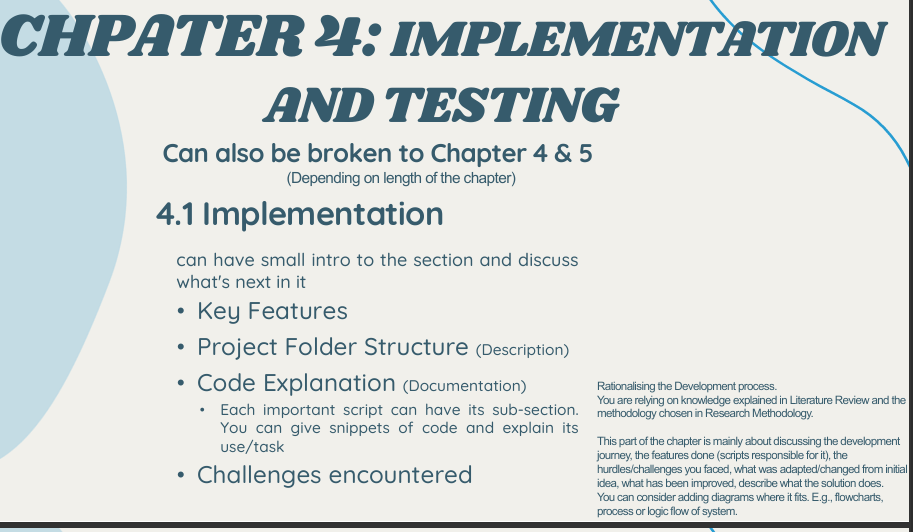 CHPATER 4: IMPLEMENTATION
AND TESTING
Can also be broken to Chapter 4 & 5
(Depending on length of the chapter)
4.1 Implementation
can have small intro to the section and discuss
what's next in it
• Key Features
• Project Folder Structure (Description)
• Code Explanation (Documentation)
• Each important script can have its sub-section.
You can give snippets of code and explain its
use/task
• Challenges encountered
Rationalising the Development process.
You are relying on knowledge explained in Literature Review and the
methodology chosen in Research Methodology.
This part of the chapter is mainly about discussing the development
journey, the features done (scripts responsible for it), the
hurdles/challenges you faced, what was adapted/changed from initial
idea, what has been improved, describe what the solution does.
You can consider adding diagrams where it fits. E.g., flowcharts,
process or logic flow of system.